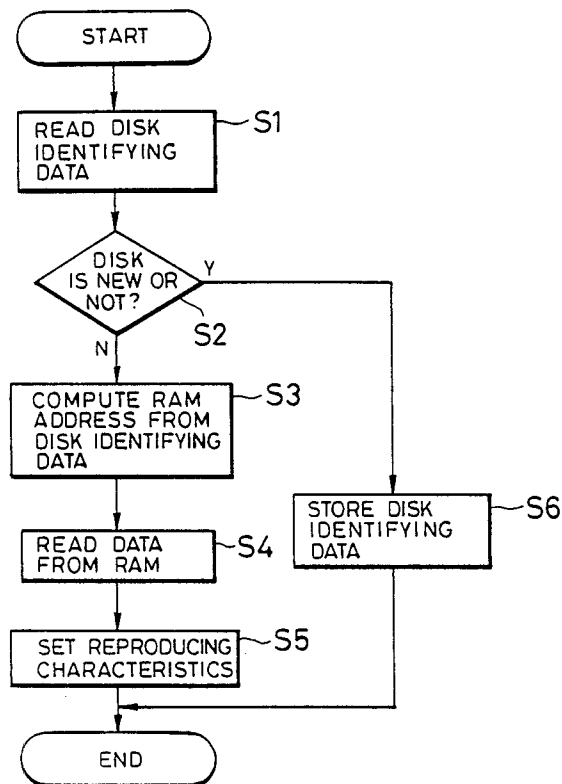 START
READ DISK
IDENTIFYING
DATA
S1
DISK
IS NEW OR
NOT?
Y
S2
N
COMPUTE RAM
ADDRESS FROM
DISK IDENTIFYING
DATA
S3
READ DATA
FROM RAM
S4
STORE DISK
IDENTIFYING
DATA
S6
SET REPRODUCING
CHARACTERISTICS
S5
END